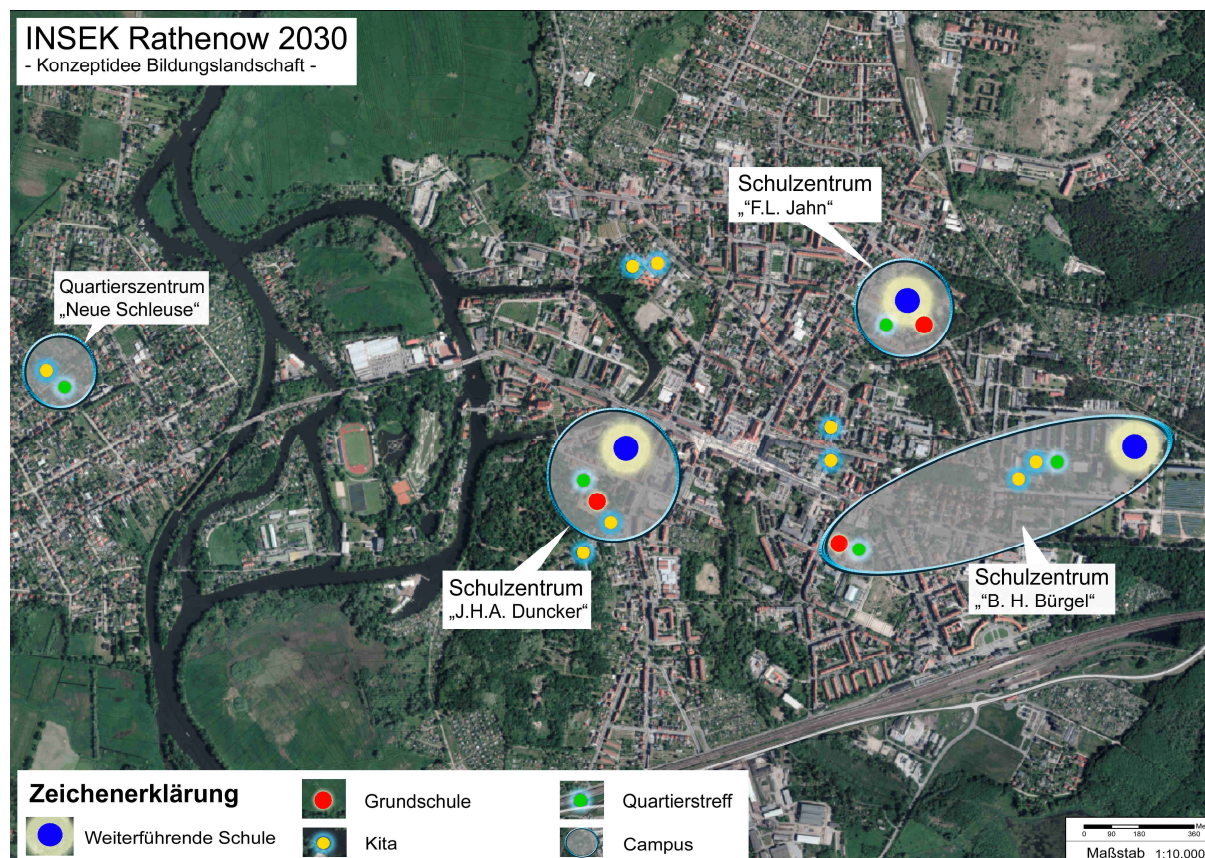 INSEK Rathenow 2030
- Konzeptidee Bildungslandschaft -
Schulzentrum
„“F.L. Jahn“
Quartierszentrum
„Neue Schleuse“
Schulzentrum
„J.H.A. Duncker“
Schulzentrum
„“B. H. Bürgel“
Zeichenerklärung
Weiterführende Schule
Grundschule
Kita
Quartierstreff
Campus
Me
0 90 180 360
Maßstab 1:10.000